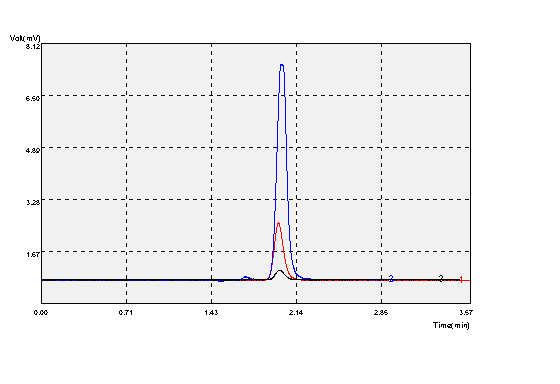 Volt(mV)
8.12
6.50
4.89
3.28
1.67
2 3 1
0.00 0.71 1.43 2.14 2.86 3.57
Time(min)